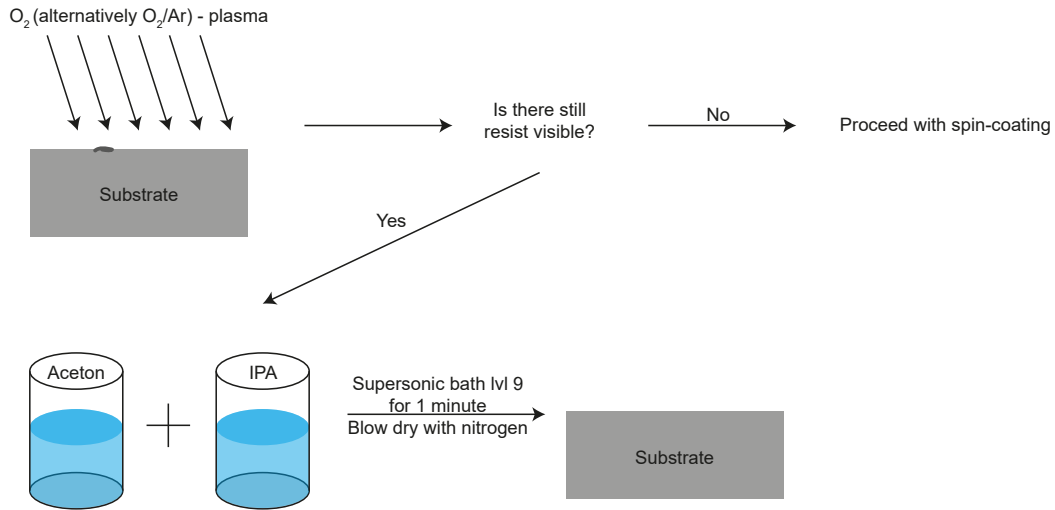 O₂ (alternatively O₂/Ar) - plasma
Substrate
Is there still
resist visible?
No
Proceed with spin-coating
Yes
Aceton
IPA
Supersonic bath lvl 9
for 1 minute
Blow dry with nitrogen
Substrate